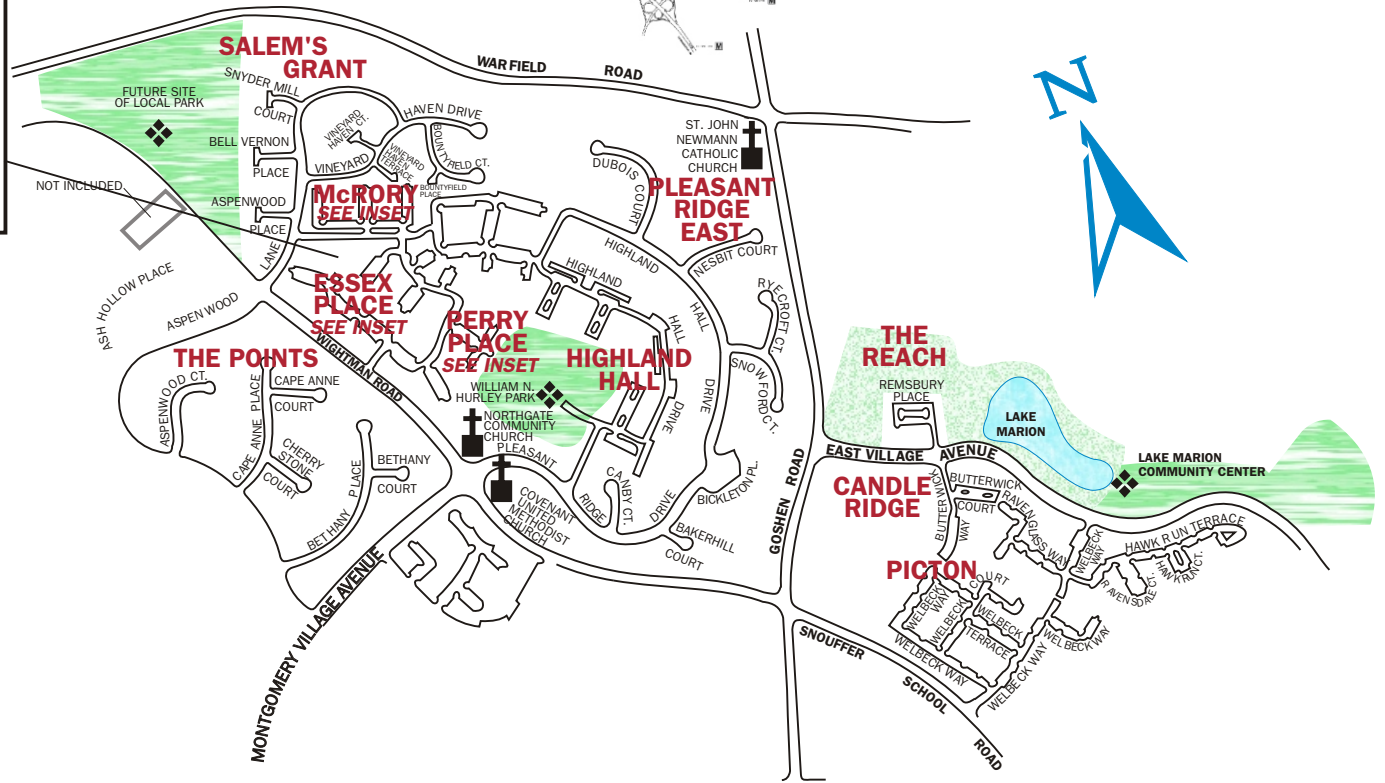 SALEM'S
GRANT
WARFIELD ROAD
M
M
N
SNYDER MILL
COURT
FUTURE SITE
OF LOCAL PARK
HAVEN DRIVE
VINEYARD
HAVEN CT.
BOUNTYFIELD CT.
BELL VERNON
PLACE
VINEYARD
VINEYARD
HAVEN
TERRACE
BOUNTYFIELD
PLACE
NOT INCLUDED
McRORY
SEE INSET
ASPENWOOD
PLACE
LANE
ST. JOHN
NEWMANN
CATHOLIC
CHURCH
DUBOIS COURT
PLEASANT
RIDGE
EAST
NESBIT COURT
HIGHLAND
HIGHLAND
HALL
HALL
DRIVE
DRIVE
RYECROFT CT.
SNOWFORD CT.
ASH HOLLOW PLACE
ASPEN WOOD
ESSEX
PLACE
SEE INSET
PERRY
PLACE
SEE INSET
HIGHLAND
HALL
WIGHTMAN ROAD
THE POINTS
ASPENWOOD CT.
CAPE ANNE
COURT
CAPE ANNE PLACE
CHERRY
STONE
COURT
BETHANY
COURT
BETHANY PLACE
WILLIAM N.
HURLEY PARK
NORTHGATE
COMMUNITY
CHURCH
PLEASANT
RIDGE
DRIVE
COVENANT
UNITED
METHODIST
CHURCH
CANBY CT.
BICKLETON PL.
BAKERHILL
COURT
MONTGOMERY VILLAGE AVENUE
GOSHEN ROAD
THE
REACH
REMSBURY
PLACE
LAKE
MARION
EAST VILLAGE AVENUE
LAKE MARION
COMMUNITY CENTER
CANDLE
RIDGE
BUTTERWICK
COURT
BUTTERWICK
WAY
RAVENGLASS WAY
WELBECK
WAY
HAWK RUN TERRACE
HAWK RUN CT.
RAVENSDALE CT.
PICTON
COURT
WELBECK
WAY
WELBECK
WELBECK
TERRACE
WELBECK WAY
WELBECK WAY
WELBECK WAY
SNOUFFER
SCHOOL
ROAD